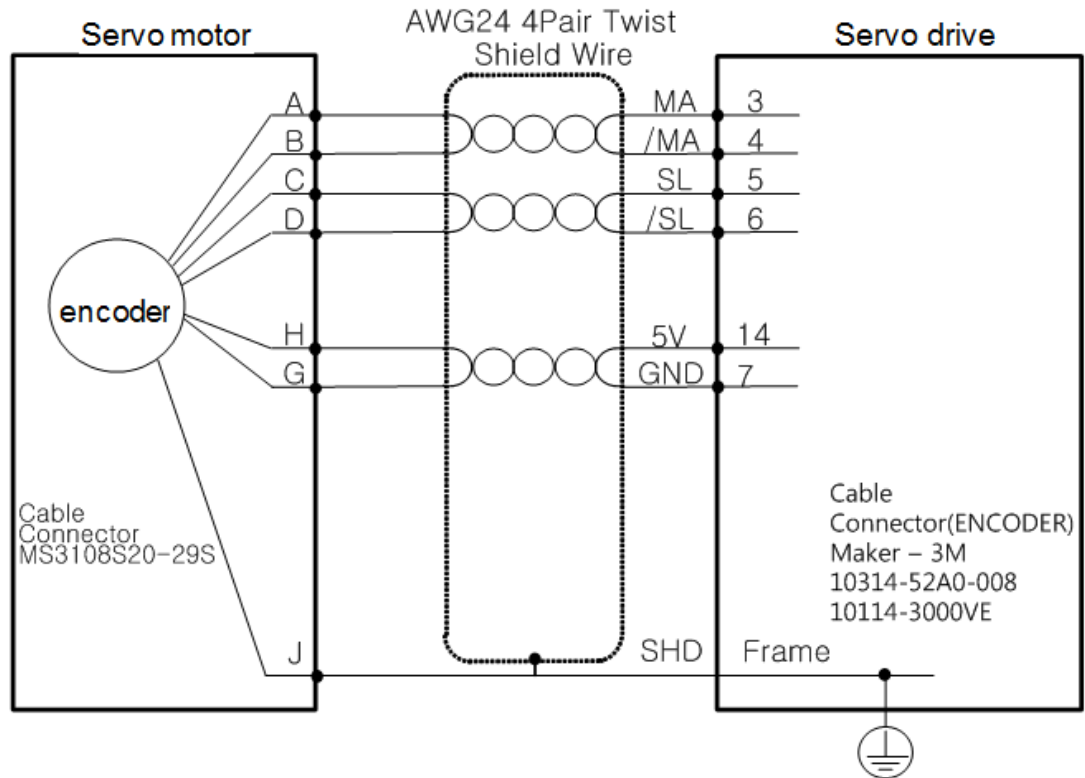 AWG24 4Pair Twist
Shield Wire
Servo motor
Servo drive
A
MA
3
B
/MA
4
C
SL
5
D
/SL
6
encoder
H
5V
14
G
GND
7
Cable
Connector
MS3108S20-29S
Cable
Connector(ENCODER)
Maker – 3M
10314-52A0-008
10114-3000VE
J
SHD
Frame